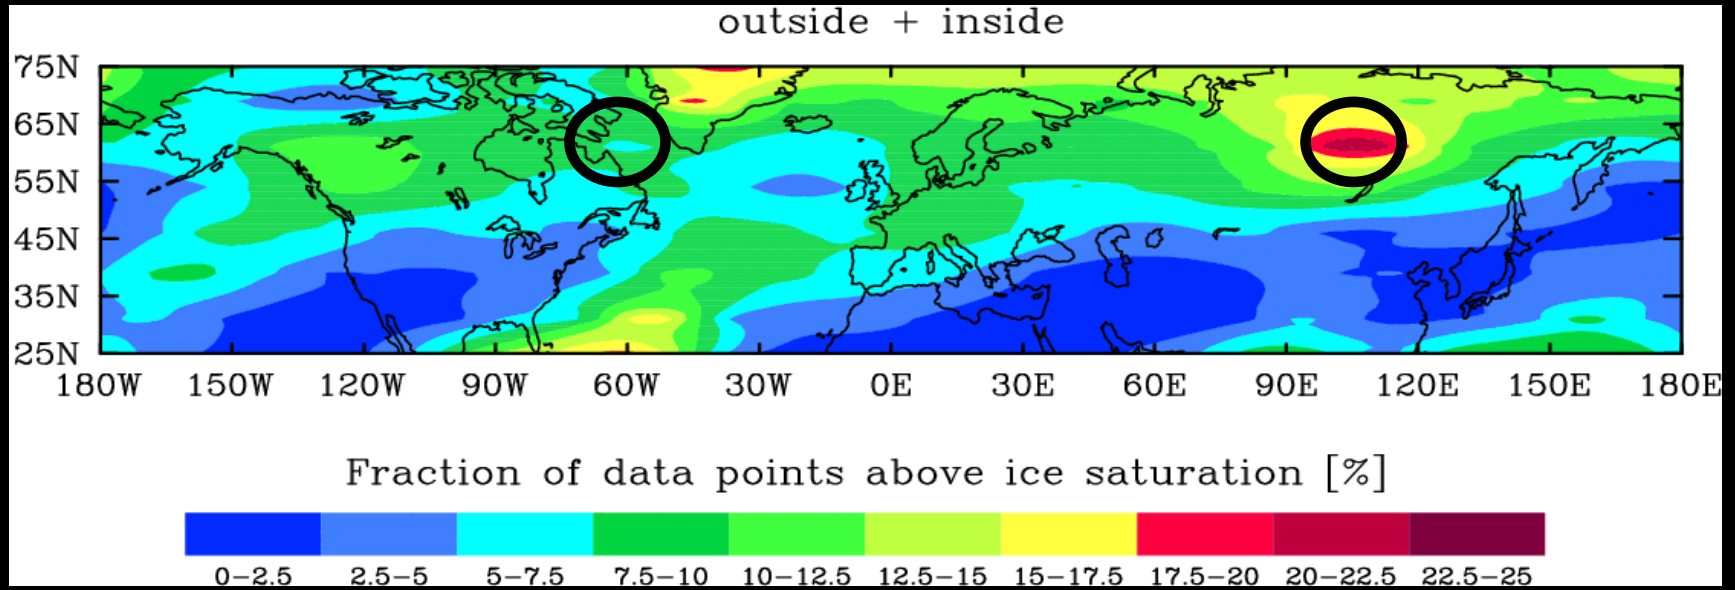 outside + inside
75N
65N
55N
45N
35N
25N
180W 150W 120W 90W 60W 30W 0E 30E 60E 90E 120E 150E 180E
Fraction of data points above ice saturation [%]
0−2.5 2.5−5 5−7.5 7.5−10 10−12.5 12.5−15 15−17.5 17.5−20 20−22.5 22.5−25